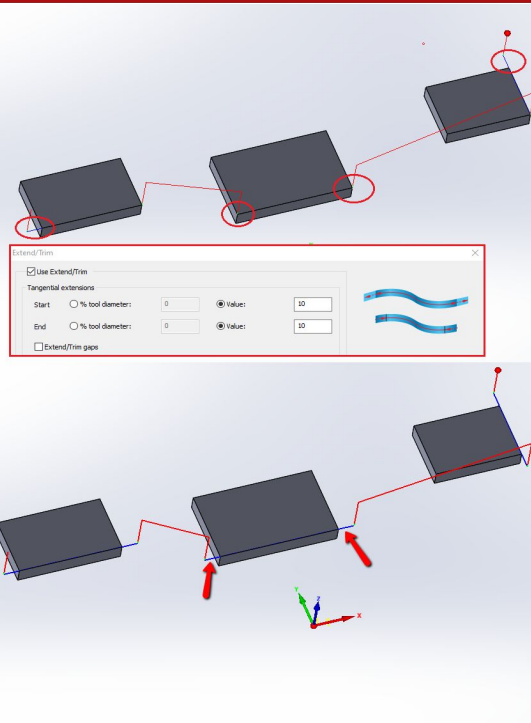 Extend/Trim
Use Extend/Trim
Tangential extensions
Start % tool diameter: 0 Value: 10
End % tool diameter: 0 Value: 10
Extend/Trim gaps
Y Z X